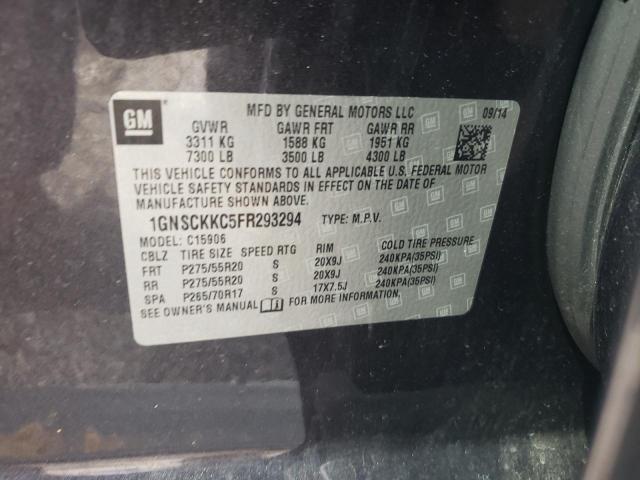 GM
MFD BY GENERAL MOTORS LLC 09/14
GVWR GAWR FRT GAWR RR
3311 KG 1588 KG 1951 KG
7300 LB 3500 LB 4300 LB
THIS VEHICLE CONFORMS TO ALL APPLICABLE U.S. FEDERAL MOTOR
VEHICLE SAFETY STANDARDS IN EFFECT ON THE DATE OF
MANUFACTURE SHOWN ABOVE.
1GNSCKKC5FR293294 TYPE: M.P.V.
MODEL: C15906
CBLZ TIRE SIZE SPEED RTG RIM COLD TIRE PRESSURE
FRT P275/55R20 S 20X9J 240KPA(35PSI)
RR P275/55R20 S 20X9J 240KPA(35PSI)
SPA P265/70R17 S 17X7.5J 240KPA(35PSI)
SEE OWNER'S MANUAL FOR MORE INFORMATION.